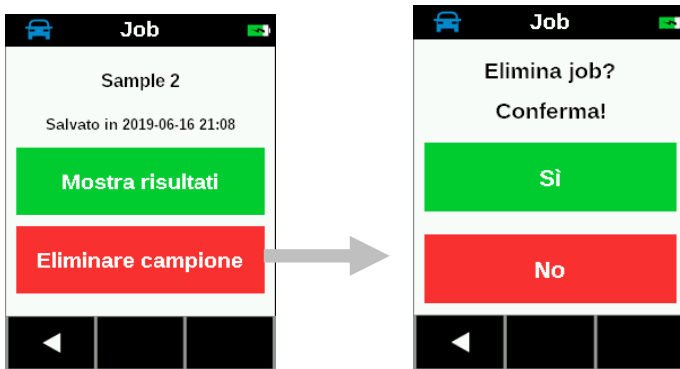 Job
Sample 2
Salvato in 2019-06-16 21:08
Mostra risultati
Eliminare campione
Job
Elimina job?
Conferma!
Sì
No